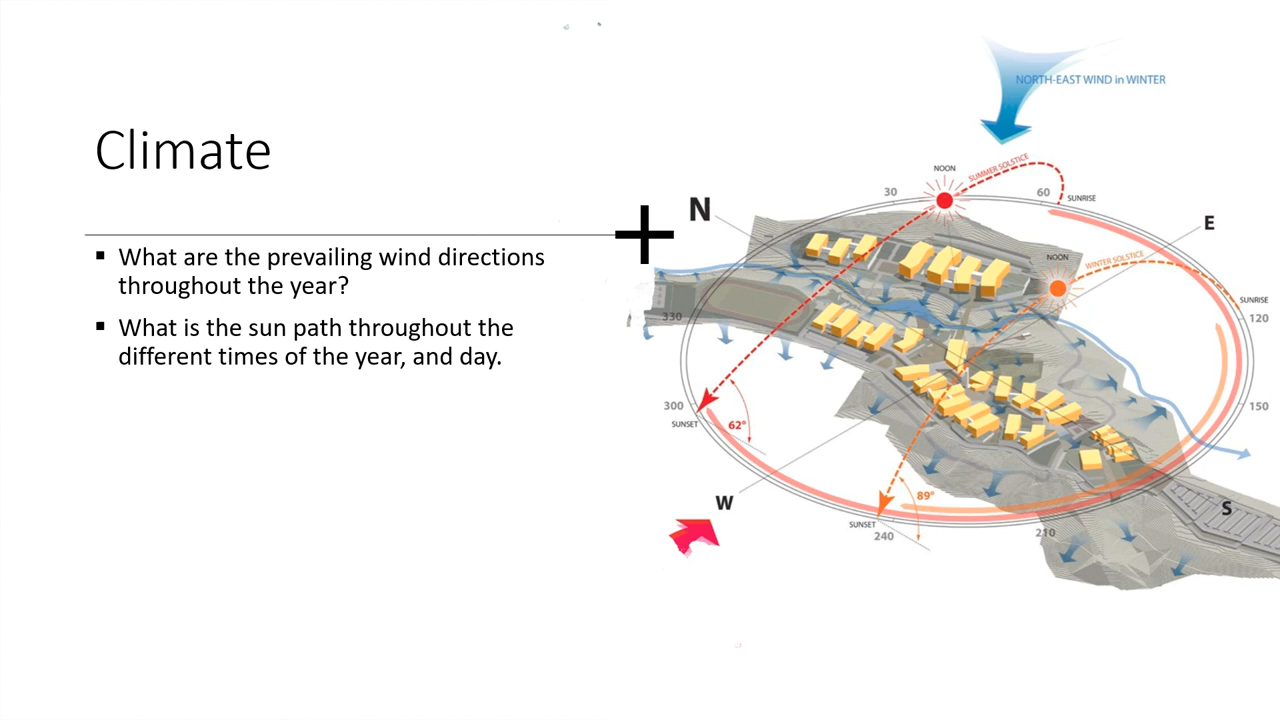 Climate
▪ What are the prevailing wind directions
throughout the year?
▪ What is the sun path throughout the
different times of the year, and day.
NORTH-EAST WIND in WINTER
NOON
SUMMER SOLSTICE
30
60
SUNRISE
N
E
NOON
WINTER SOLSTICE
SUNRISE
120
330
300
SUNSET
62°
150
W
89°
S
SUNSET
240
210